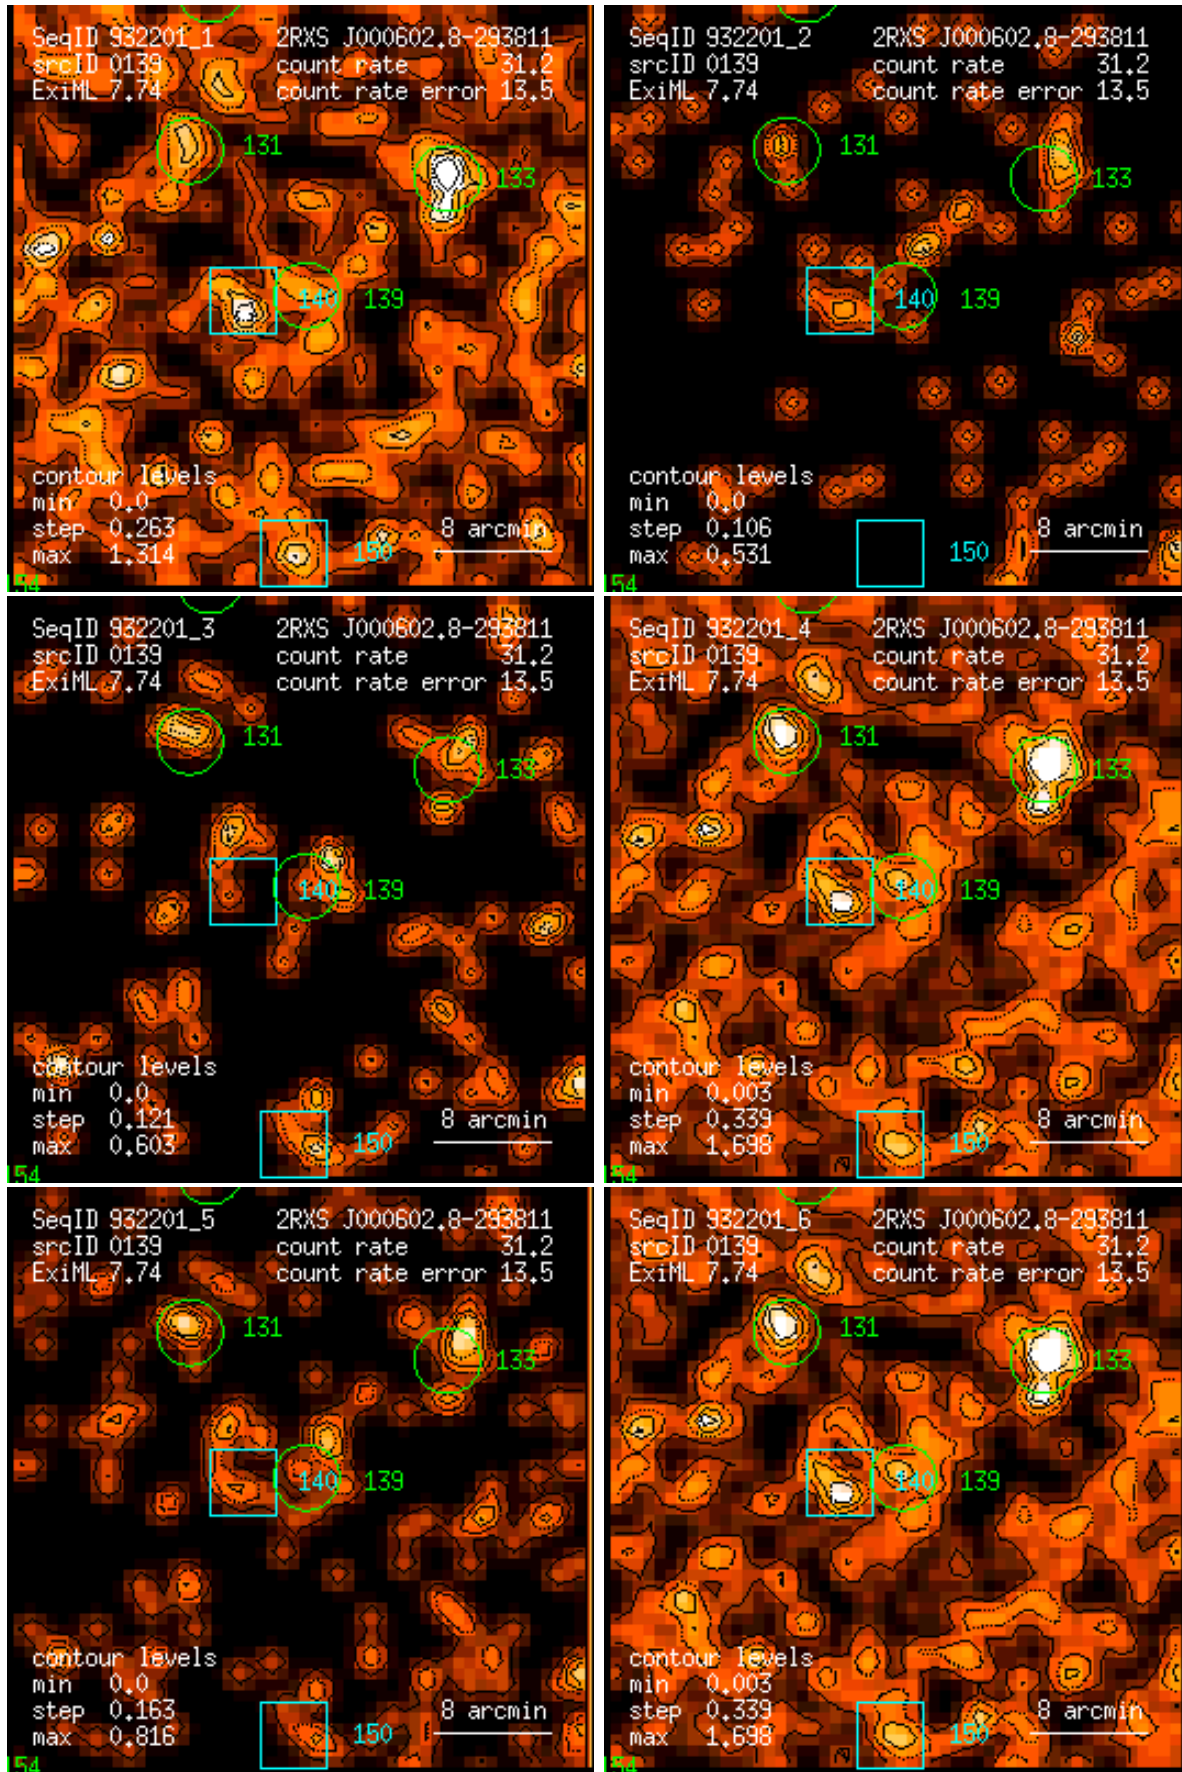 SeqID 932201_1 2RXS J000602.8-293811
srcID 0139 count rate 31.2
ExiML 7.74 count rate error 13.5
131
133
140 139
contour levels
min 0.0
step 0.263 8 arcmin
max 1.314 150
154
SeqID 932201_2 2RXS J000602.8-293811
srcID 0139 count rate 31.2
ExiML 7.74 count rate error 13.5
131
133
140 139
contour levels
min 0.0
step 0.106 8 arcmin
max 0.531 150
154
SeqID 932201_3 2RXS J000602.8-293811
srcID 0139 count rate 31.2
ExiML 7.74 count rate error 13.5
131
133
140 139
contour levels
min 0.0
step 0.121 8 arcmin
max 0.603 150
154
SeqID 932201_4 2RXS J000602.8-293811
srcID 0139 count rate 31.2
ExiML 7.74 count rate error 13.5
131
133
140 139
contour levels
min 0.003
step 0.339 8 arcmin
max 1.698 150
154
SeqID 932201_5 2RXS J000602.8-293811
srcID 0139 count rate 31.2
ExiML 7.74 count rate error 13.5
131
133
140 139
contour levels
min 0.0
step 0.163 8 arcmin
max 0.816 150
154
SeqID 932201_6 2RXS J000602.8-293811
srcID 0139 count rate 31.2
ExiML 7.74 count rate error 13.5
131
133
140 139
contour levels
min 0.003
step 0.339 8 arcmin
max 1.698 150
154